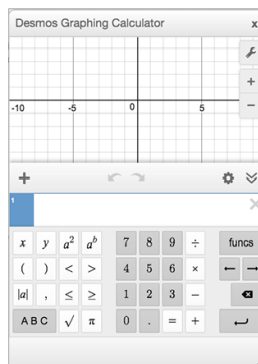 Desmos Graphing Calculator x
+
-10 -5 0 5 −
+
1 ×
x y a² aᵇ 7 8 9 ÷ funcs
( ) < > 4 5 6 × ← →
|a| , ≤ ≥ 1 2 3 −
A B C √ π 0 . = +